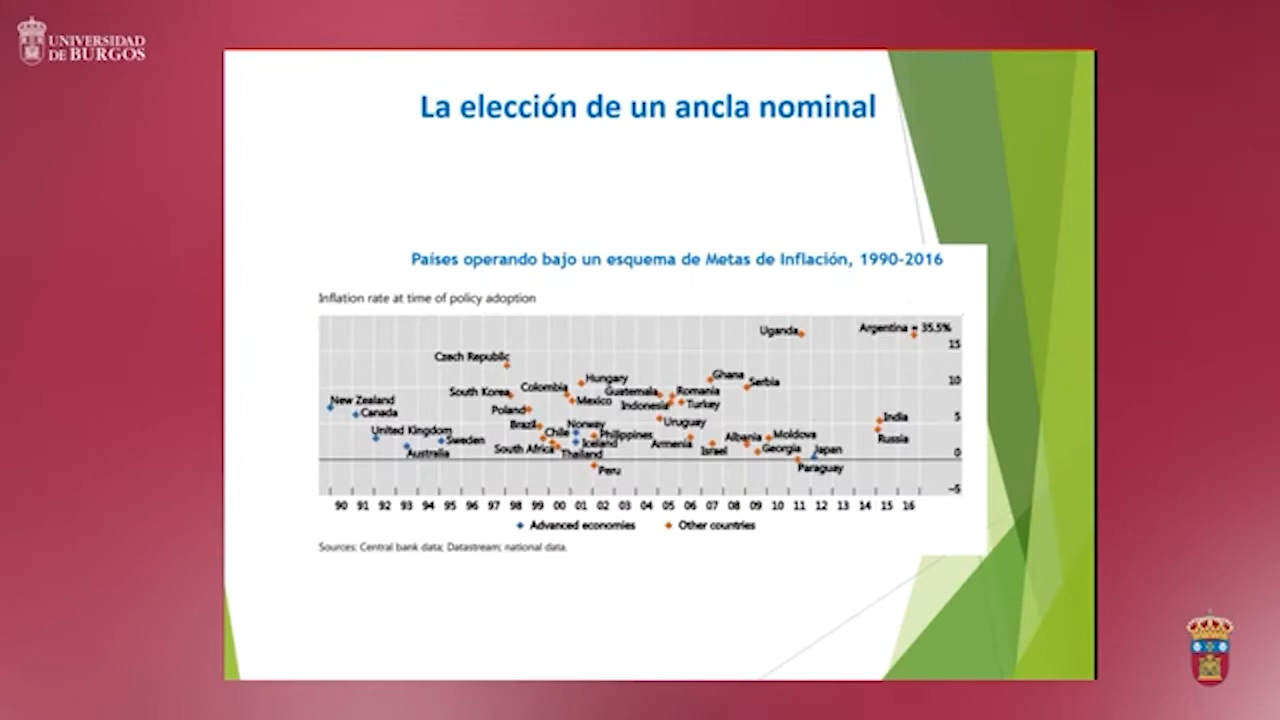 UNIVERSIDAD
DE BURGOS
La elección de un ancla nominal
Países operando bajo un esquema de Metas de Inflación, 1990-2016
Inflation rate at time of policy adoption
Uganda
Argentina = 35.5%
15
Czech Republic
Hungary
Ghana
Serbia
10
South Korea
Colombia
Guatemala
Romania
New Zealand
Mexico
Indonesia
Turkey
Canada
Poland
India
5
United Kingdom
Brazil
Norway
Uruguay
Sweden
Chile
Philippines
Armenia
Albania
Moldova
Russia
Australia
South Africa
Iceland
Israel
Georgia
Japan
0
Thailand
Peru
Paraguay
-5
90 91 92 93 94 95 96 97 98 99 00 01 02 03 04 05 06 07 08 09 10 11 12 13 14 15 16
Advanced economies Other countries
Sources: Central bank data; Datastream; national data.